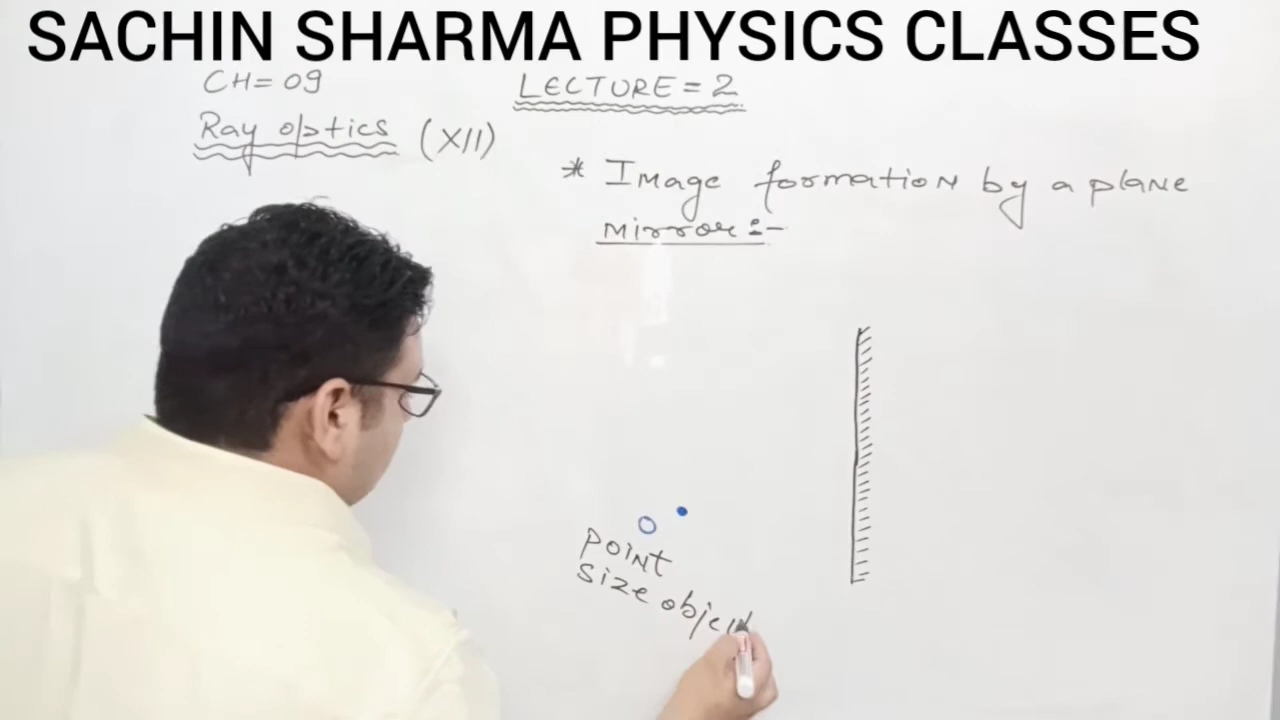 SACHIN SHARMA PHYSICS CLASSES
CH=09
LECTURE=2
Ray optics (XII)
* Image formation by a plane
mirror:-
O
point
size object